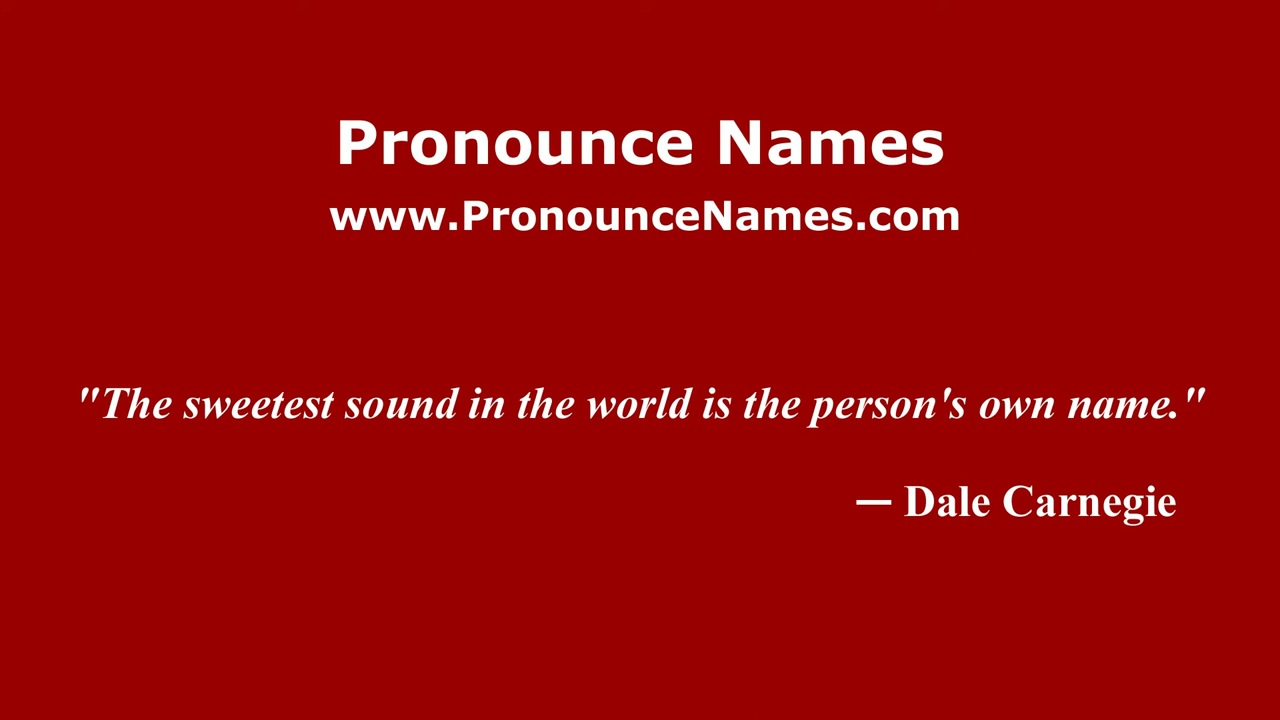 Pronounce Names
www.PronounceNames.com
"The sweetest sound in the world is the person's own name."
— Dale Carnegie